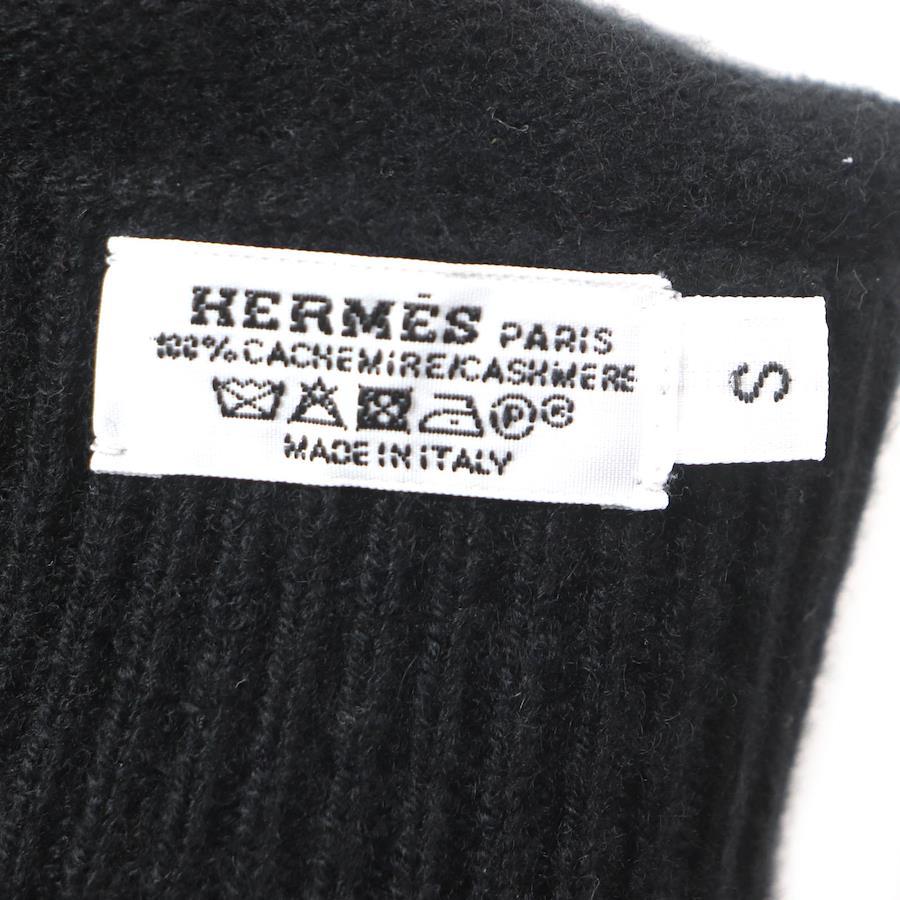 HERMÈS PARIS
100% CACHEMIRE/CASHMERE
P
MADE IN ITALY
S